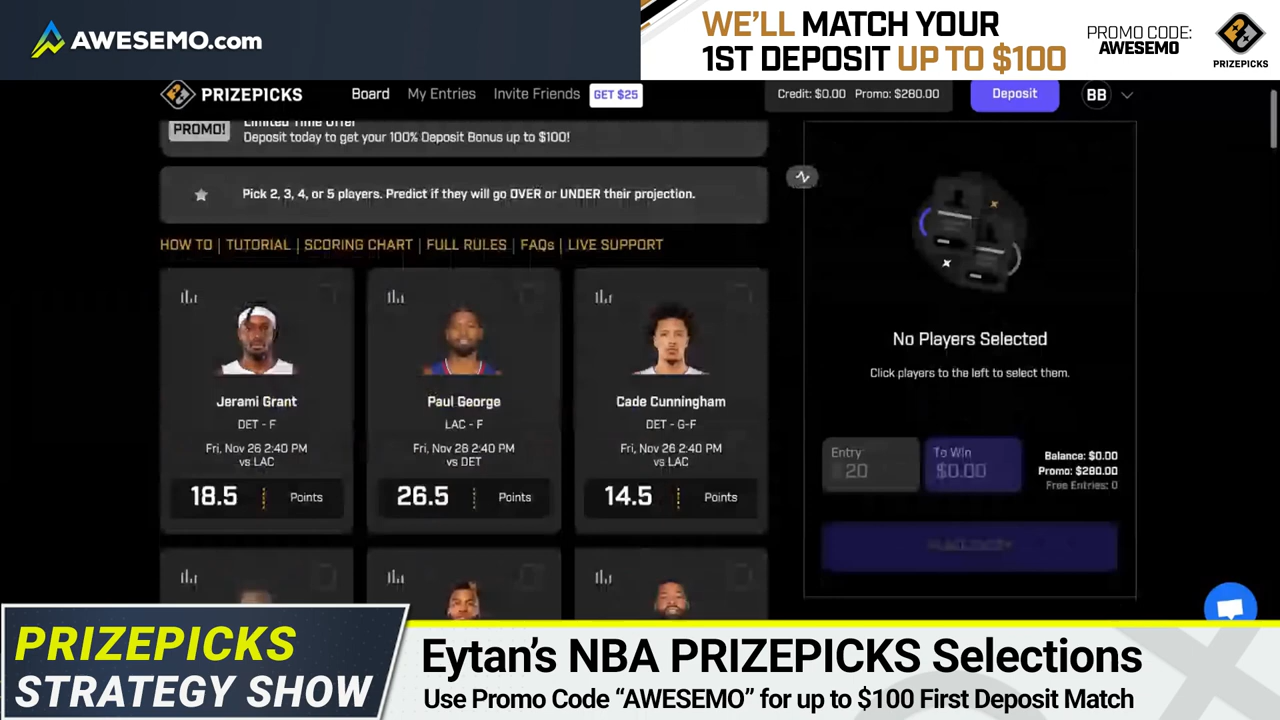 AWESEMO.com
WE'LL MATCH YOUR
1ST DEPOSIT UP TO $100
PROMO CODE:
AWESEMO
PRIZEPICKS
PRIZEPICKS
Board
My Entries
Invite Friends
GET $25
Credit: $0.00 Promo: $280.00
Deposit
BB
PROMO!
Limited Time Offer
Deposit today to get your 100% Deposit Bonus up to $100!
Pick 2, 3, 4, or 5 players. Predict if they will go OVER or UNDER their projection.
HOW TO | TUTORIAL | SCORING CHART | FULL RULES | FAQs | LIVE SUPPORT
Jerami Grant
DET - F
Fri, Nov 26 2:40 PM
vs LAC
18.5 Points
Paul George
LAC - F
Fri, Nov 26 2:40 PM
vs DET
26.5 Points
Cade Cunningham
DET - G-F
Fri, Nov 26 2:40 PM
vs LAC
14.5 Points
No Players Selected
Click players to the left to select them.
Entry
20
To Win
$0.00
Balance: $0.00
Promo: $280.00
Free Entries: 0
PRIZEPICKS
STRATEGY SHOW
Eytan's NBA PRIZEPICKS Selections
Use Promo Code “AWESEMO” for up to $100 First Deposit Match